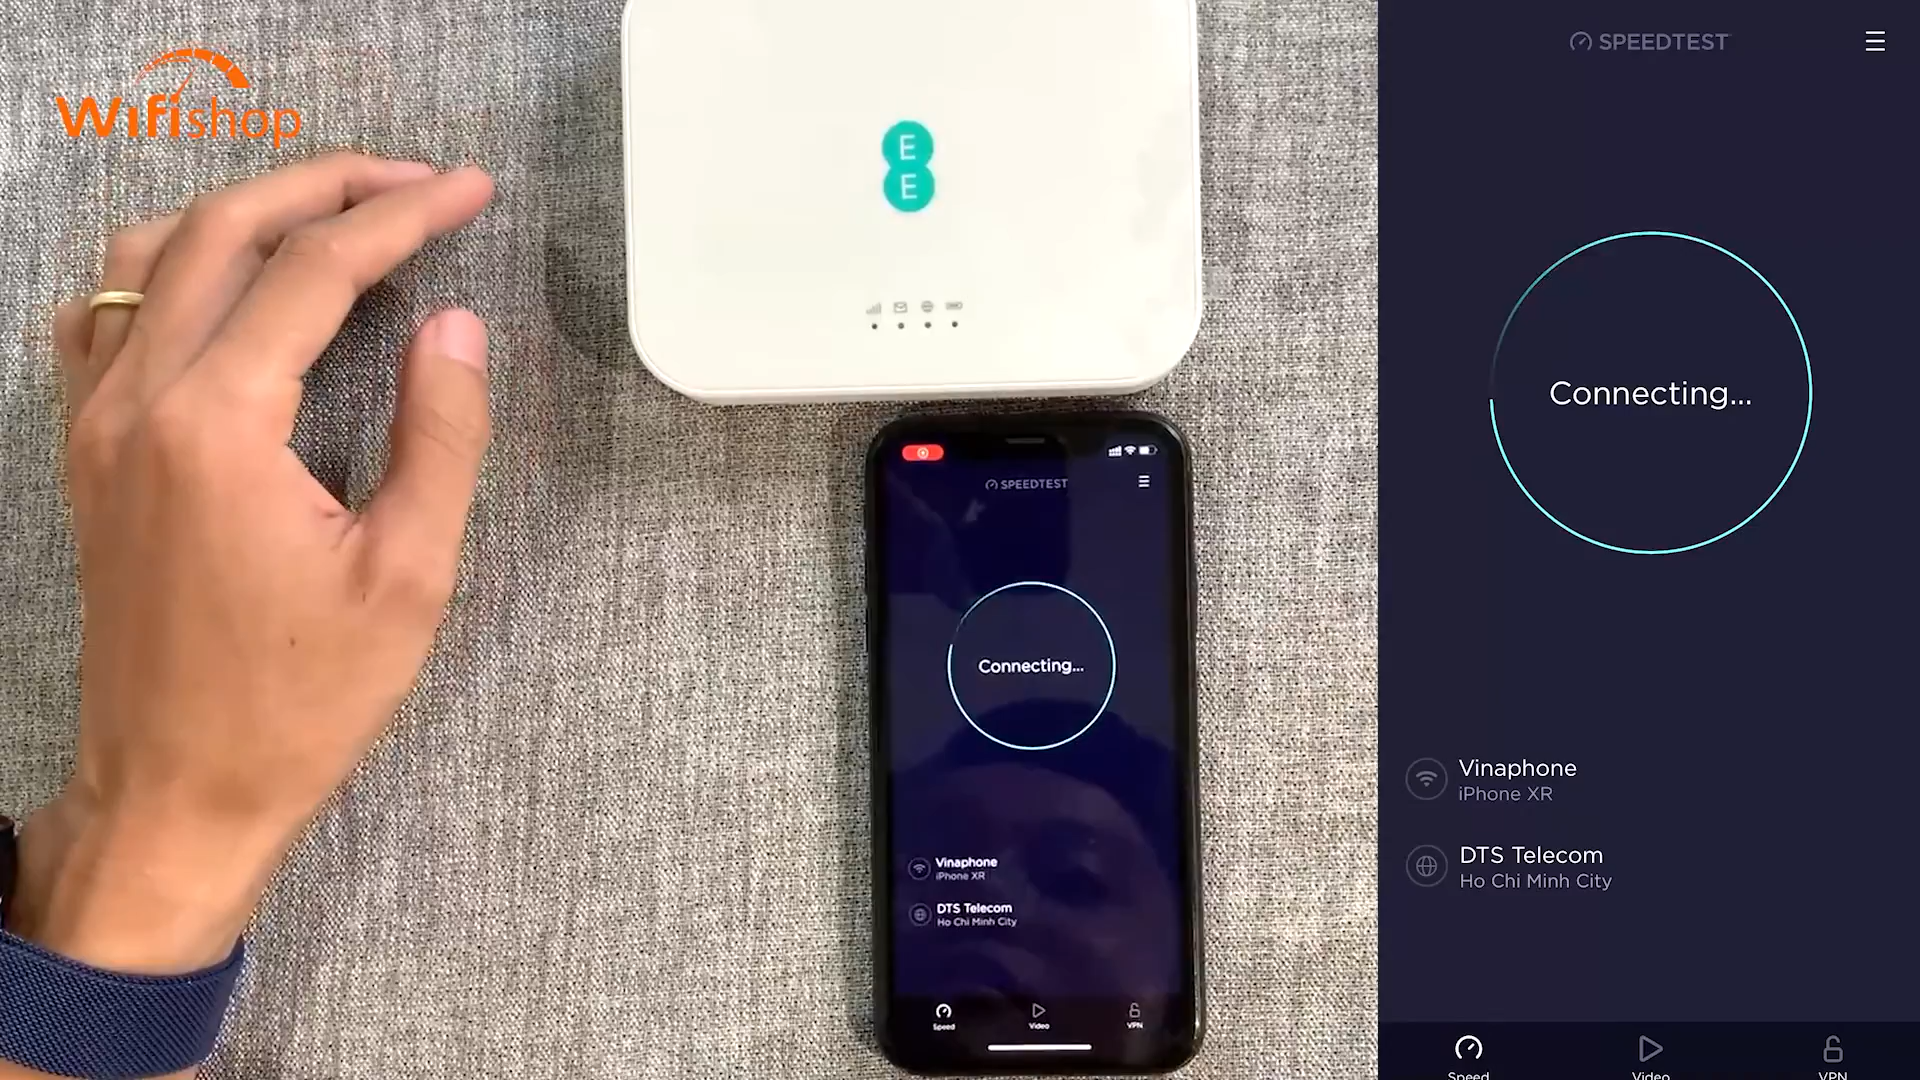 Wifishop
E
E
SPEEDTEST
Connecting...
Vinaphone
iPhone XR
DTS Telecom
Ho Chi Minh City
Speed
Video
VPN
SPEEDTEST
Connecting...
Vinaphone
iPhone XR
DTS Telecom
Ho Chi Minh City
Speed
Video
VPN